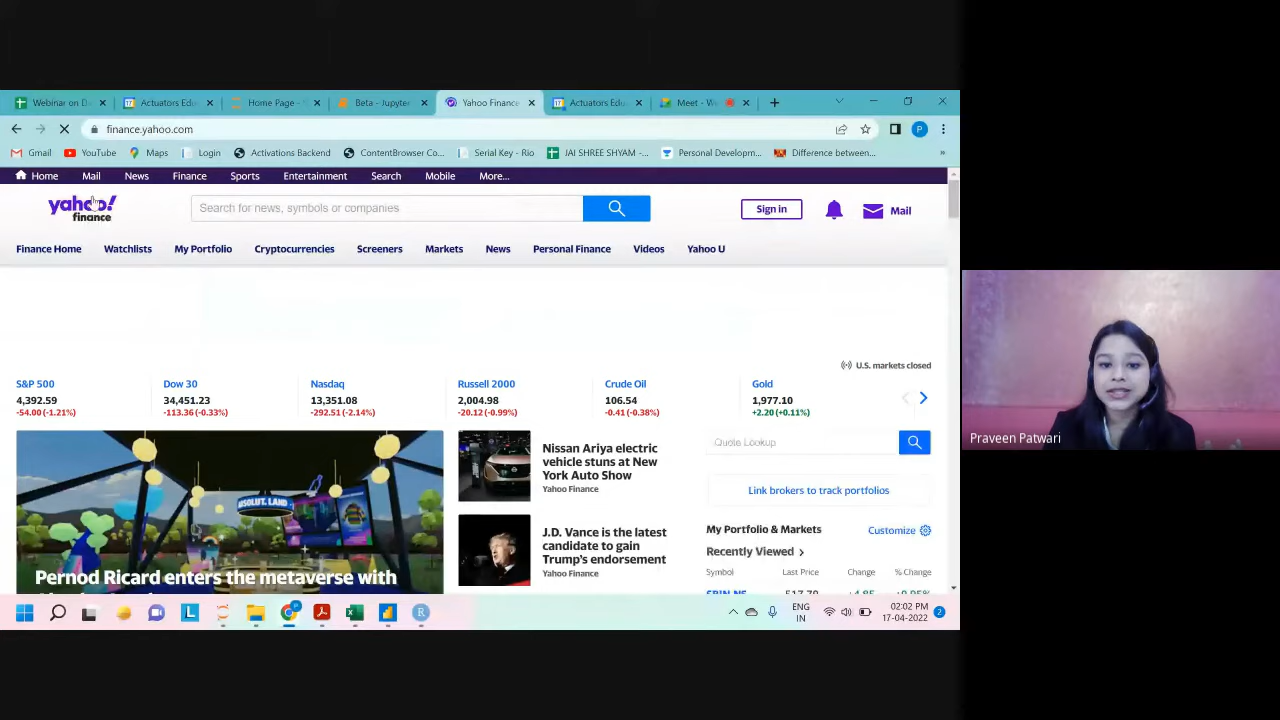 Webinar on D
Actuators Edu
Home Page -
Beta - Jupyter
Yahoo Finance
Actuators Edu
Meet - W
finance.yahoo.com
Gmail
YouTube
Maps
Login
Activations Backend
ContentBrowser Co...
Serial Key - Rio
JAI SHREE SHYAM -...
Personal Developm...
Difference between...
Home
Mail
News
Finance
Sports
Entertainment
Search
Mobile
More...
yahoo!
finance
Search for news, symbols or companies
Sign in
Mail
Finance Home
Watchlists
My Portfolio
Cryptocurrencies
Screeners
Markets
News
Personal Finance
Videos
Yahoo U
U.S. markets closed
S&P 500
4,392.59
-54.00 (-1.21%)
Dow 30
34,451.23
-113.36 (-0.33%)
Nasdaq
13,351.08
-292.51 (-2.14%)
Russell 2000
2,004.98
-20.12 (-0.99%)
Crude Oil
106.54
-0.41 (-0.38%)
Gold
1,977.10
+2.20 (+0.11%)
ABSOLUT. LAND
Pernod Ricard enters the metaverse with
Nissan Ariya electric
vehicle stuns at New
York Auto Show
Yahoo Finance
J.D. Vance is the latest
candidate to gain
Trump's endorsement
Yahoo Finance
Quote Lookup
Link brokers to track portfolios
My Portfolio & Markets
Customize
Recently Viewed
Symbol
Last Price
Change
% Change
ENG
IN
02:02 PM
17-04-2022
2
Praveen Patwari